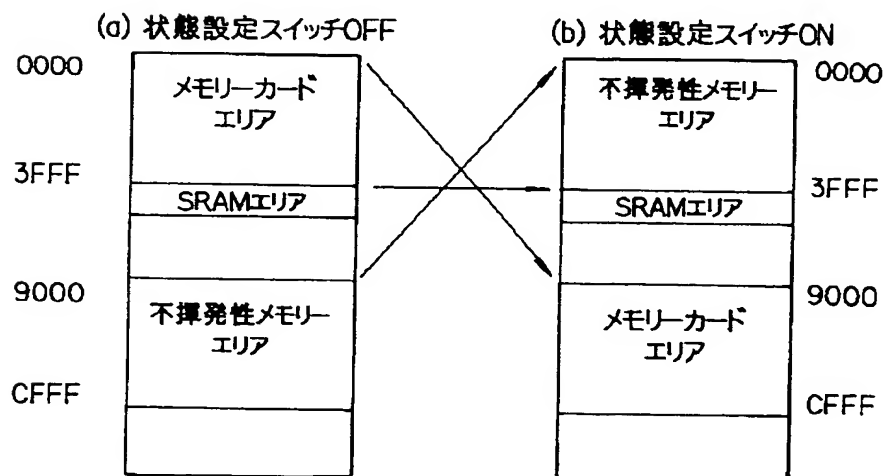 (a) 状態設定スイッチOFF
0000
メモリーカード
エリア
3FFF
SRAMエリア
9000
不揮発性メモリー
エリア
CFFF
(b) 状態設定スイッチON
0000
不揮発性メモリー
エリア
3FFF
SRAMエリア
9000
メモリーカード
エリア
CFFF